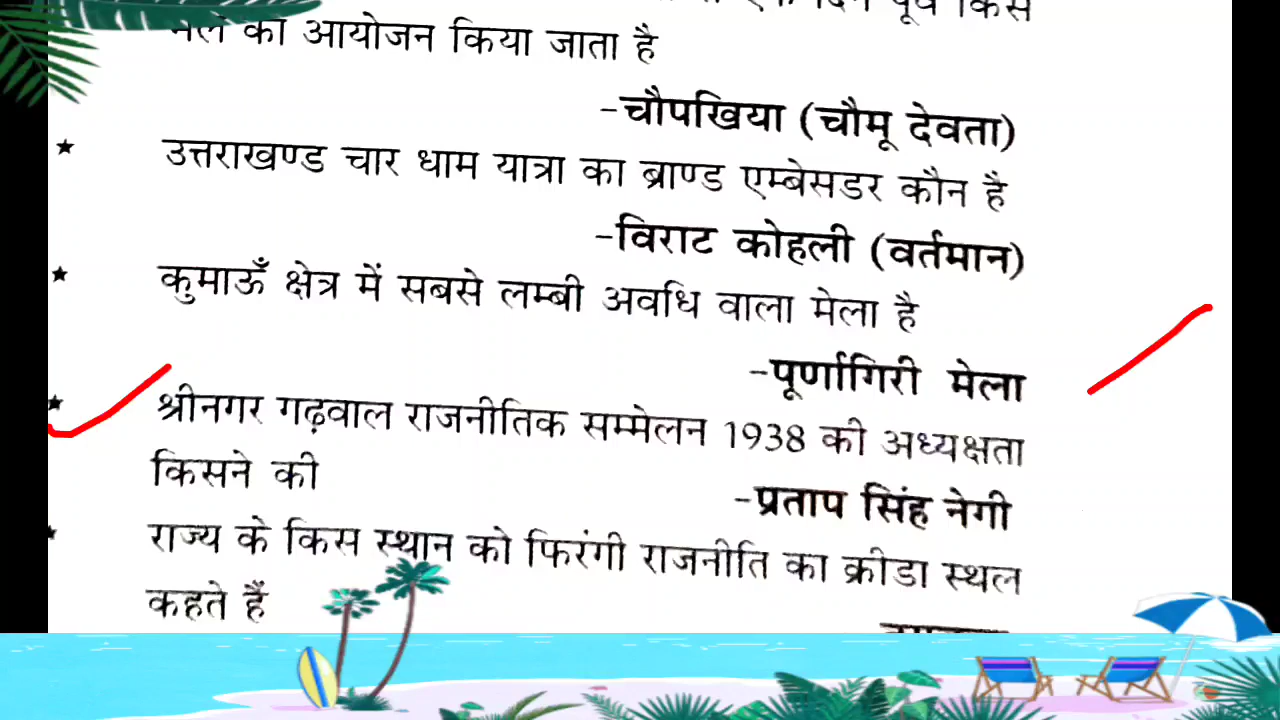 पूर्व किस
मेले का आयोजन किया जाता है
-चौपखिया (चौमू देवता)
★ उत्तराखण्ड चार धाम यात्रा का ब्राण्ड एम्बेसडर कौन है
-विराट कोहली (वर्तमान)
★ कुमाऊँ क्षेत्र में सबसे लम्बी अवधि वाला मेला है
-पूर्णागिरी मेला
★ श्रीनगर गढ़वाल राजनीतिक सम्मेलन 1938 की अध्यक्षता
किसने की -प्रताप सिंह नेगी
★ राज्य के किस स्थान को फिरंगी राजनीति का क्रीडा स्थल
कहते हैं